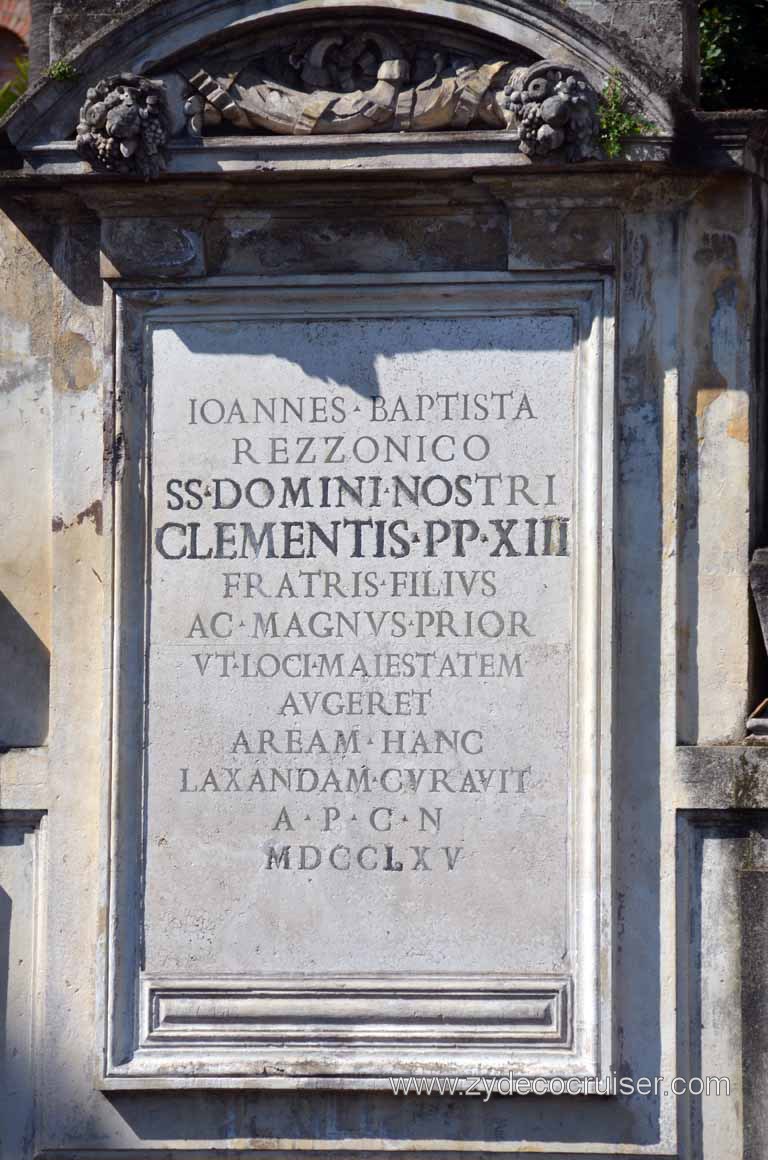 IOANNES · BAPTISTA
REZZONICO
SS · DOMINI · NOSTRI
CLEMENTIS · PP · XIII
FRATRIS · FILIVS
AC · MAGNVS · PRIOR
VT · LOCI · MAIESTATEM
AVGERET
AREAM · HANC
LAXANDAM · CVRAVIT
A · P · C · N
MDCCLXV
www.zydecocruiser.com